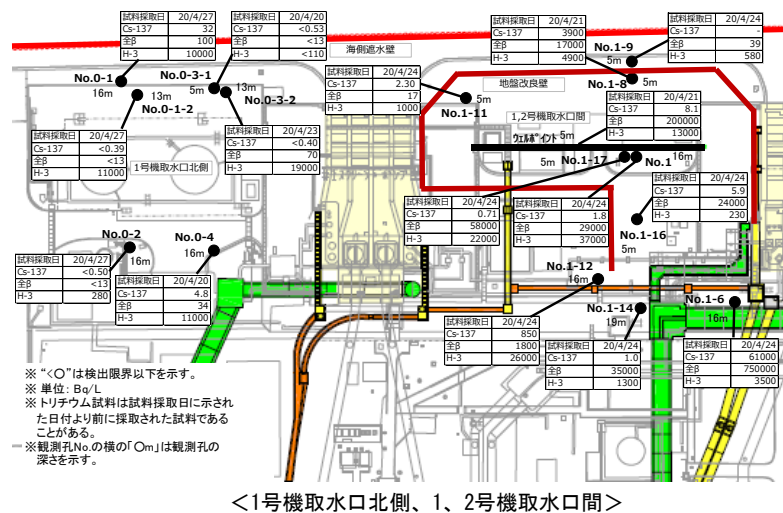 試料採取日 20/4/27
Cs-137 32
全β 100
H-3 10000
試料採取日 20/4/20
Cs-137 <0.53
全β <13
H-3 <110
海側遮水壁
試料採取日 20/4/21
Cs-137 3900
全β 17000
H-3 4900
試料採取日 20/4/24
Cs-137 -
全β 39
H-3 580
No.1-9
5m
No.0-1
16m
13m
No.0-1-2
No.0-3-1
5m
13m
No.0-3-2
試料採取日 20/4/24
Cs-137 2.30
全β 17
H-3 1000
5m
No.1-11
地盤改良壁
No.1-8
5m
試料採取日 20/4/21
Cs-137 8.1
全β 200000
H-3 13000
試料採取日 20/4/27
Cs-137 <0.39
全β <13
H-3 11000
1号機取水口北側
試料採取日 20/4/23
Cs-137 <0.40
全β 70
H-3 19000
1,2号機取水口間
ウェルポイント 5m
5m
No.1-17
No.1
16m
試料採取日 20/4/24
Cs-137 5.9
全β 24000
H-3 230
試料採取日 20/4/24
Cs-137 0.71
全β 58000
H-3 22000
試料採取日 20/4/24
Cs-137 1.8
全β 29000
H-3 37000
No.1-16
5m
No.0-2
16m
No.0-4
16m
試料採取日 20/4/27
Cs-137 <0.50
全β <13
H-3 280
試料採取日 20/4/20
Cs-137 4.8
全β 34
H-3 11000
No.1-12
16m
No.1-14
19m
No.1-6
16m
試料採取日 20/4/24
Cs-137 850
全β 1800
H-3 26000
試料採取日 20/4/24
Cs-137 1.0
全β 35000
H-3 1300
試料採取日 20/4/24
Cs-137 61000
全β 750000
H-3 3500
※ “<〇”は検出限界以下を示す。
※ 単位: Bq/L
※ トリチウム試料は試料採取日に示され
た日付より前に採取された試料である
ことがある。
※観測孔No.の横の「〇m」は観測孔の
深さを示す。
＜1号機取水口北側、1、2号機取水口間＞